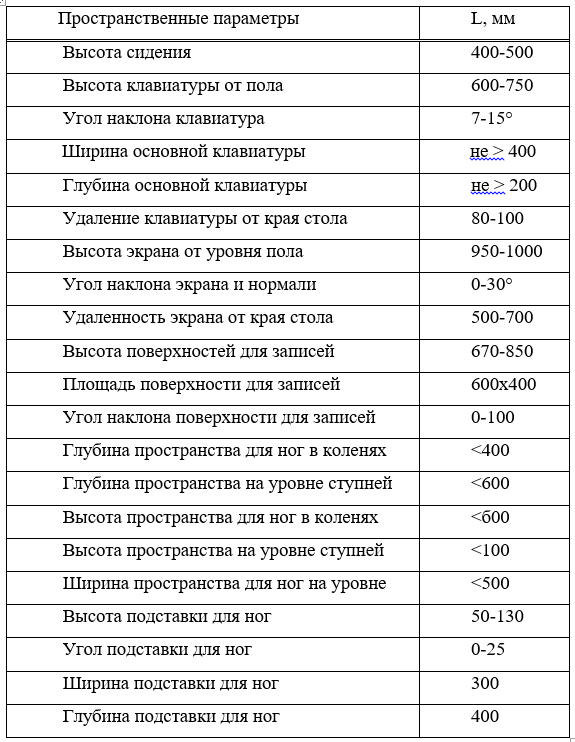 Пространственные параметры L, мм
Высота сидения 400-500
Высота клавиатуры от пола 600-750
Угол наклона клавиатура 7-15°
Ширина основной клавиатуры не > 400
Глубина основной клавиатуры не > 200
Удаление клавиатуры от края стола 80-100
Высота экрана от уровня пола 950-1000
Угол наклона экрана и нормали 0-30°
Удаленность экрана от края стола 500-700
Высота поверхностей для записей 670-850
Площадь поверхности для записей 600х400
Угол наклона поверхности для записей 0-100
Глубина пространства для ног в коленях <400
Глубина пространства на уровне ступней <600
Высота пространства для ног в коленях <б00
Высота пространства на уровне ступней <100
Ширина пространства для ног на уровне <500
Высота подставки для ног 50-130
Угол подставки для ног 0-25
Ширина подставки для ног 300
Глубина подставки для ног 400